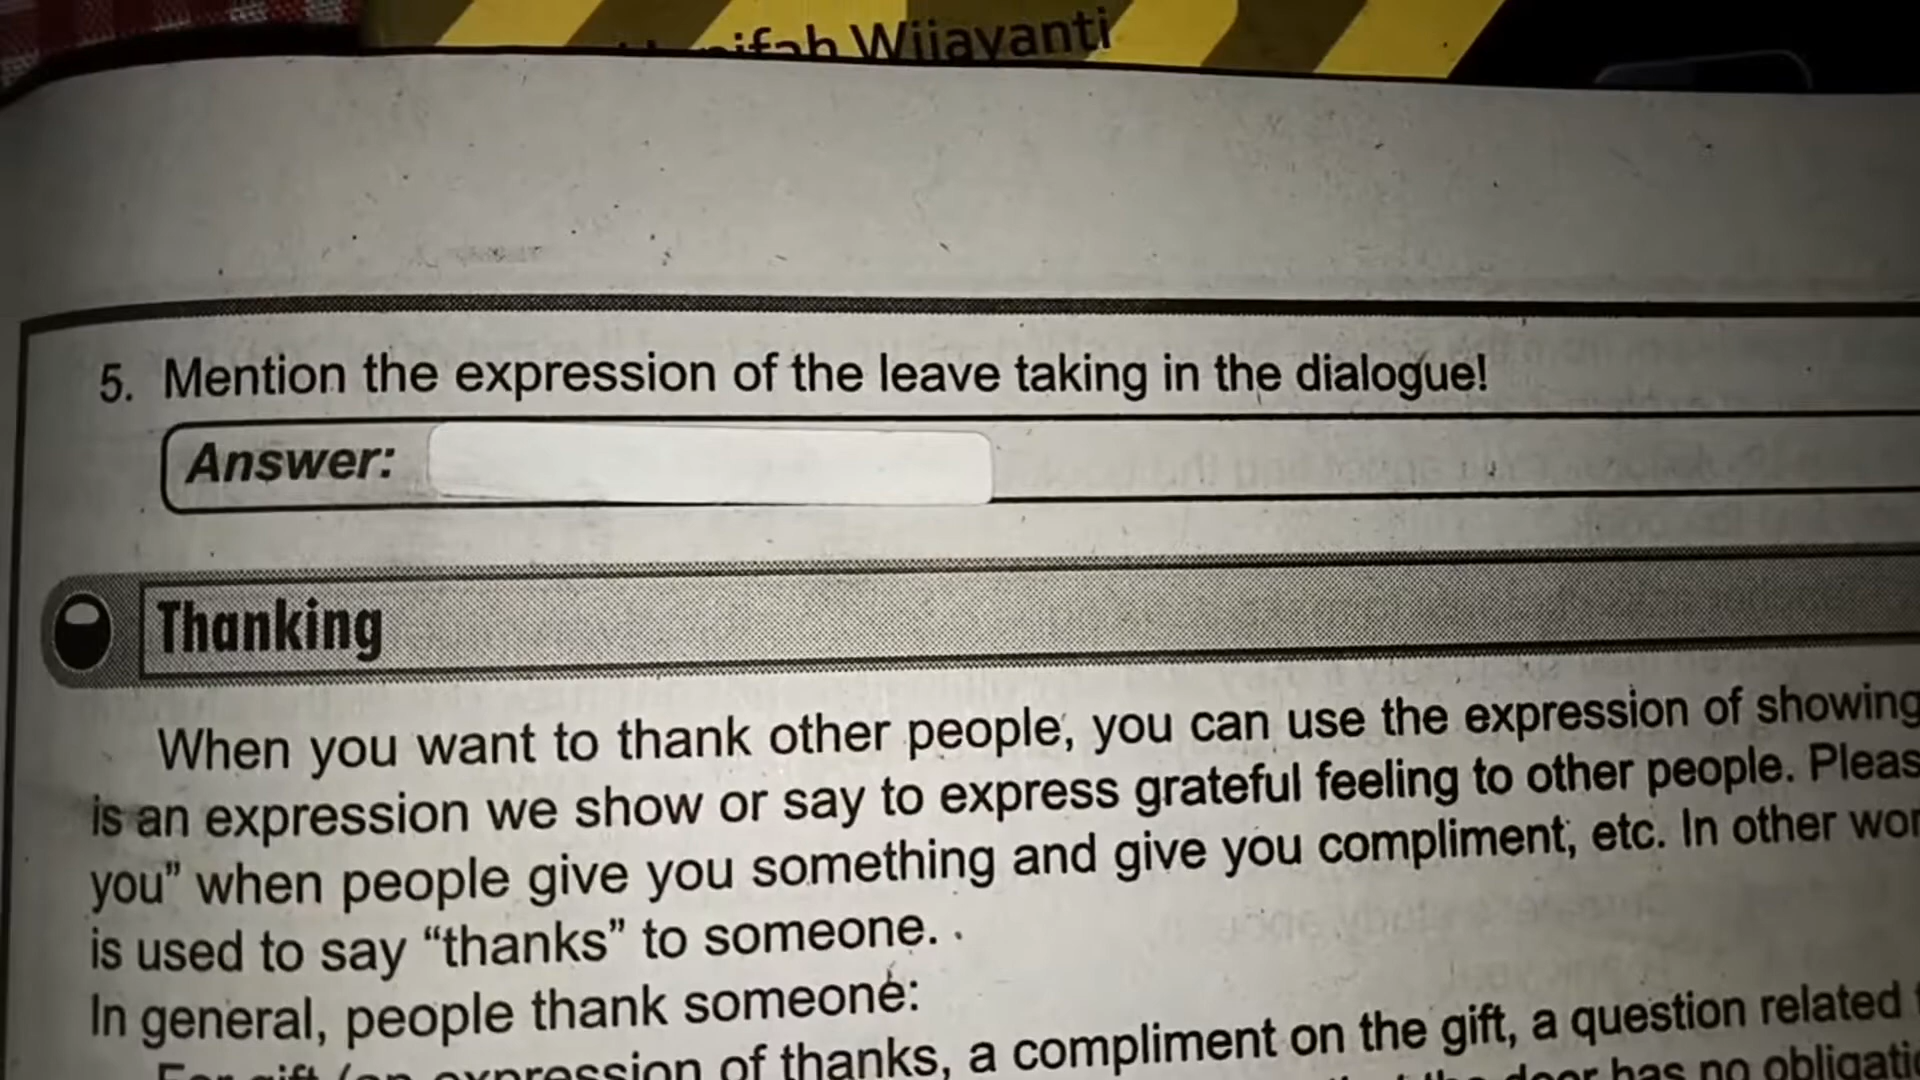 Wijayanti
5. Mention the expression of the leave taking in the dialogue!
Answer:
Thanking
When you want to thank other people, you can use the expression of showing
is an expression we show or say to express grateful feeling to other people.
you” when people give you something and give you compliment, etc. In other
is used to say “thanks” to someone. .
In general, people thank someone:
expression of thanks, a compliment on the gift, a question related
has no